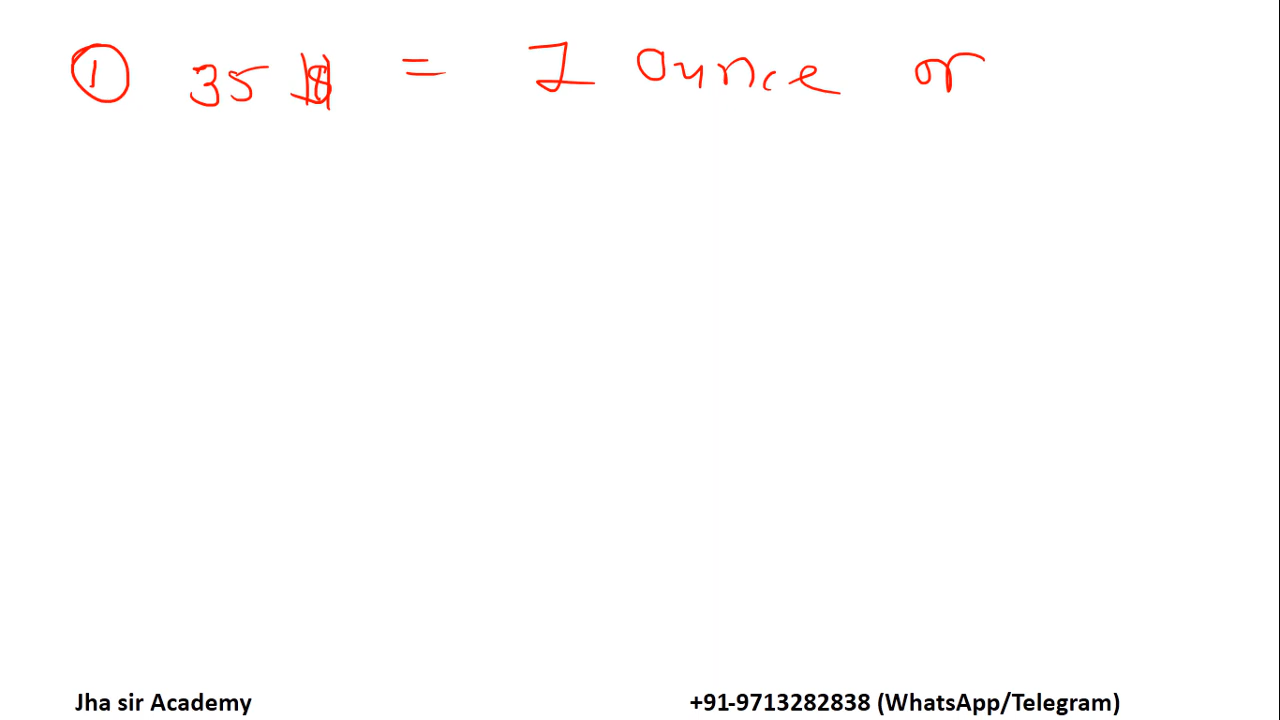 ① 35 $ = 1 Ounce or
Jha sir Academy
+91-9713282838 (WhatsApp/Telegram)